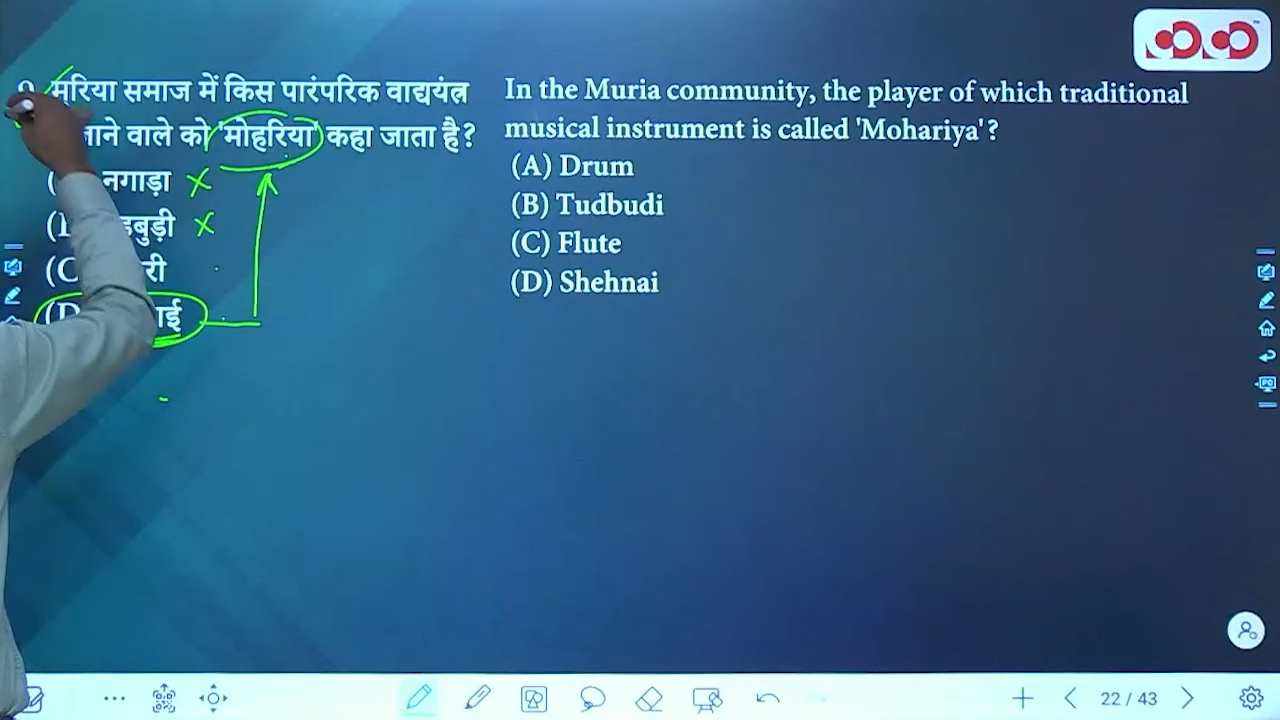 मुरिया समाज में किस पारंपरिक वाद्ययंत्र
वाले को 'मोहरिया' कहा जाता है?
नगाड़ा
(C
In the Muria community, the player of which traditional
musical instrument is called 'Mohariya'?
(A) Drum
(B) Tudbudi
(C) Flute
(D) Shehnai
22 / 43